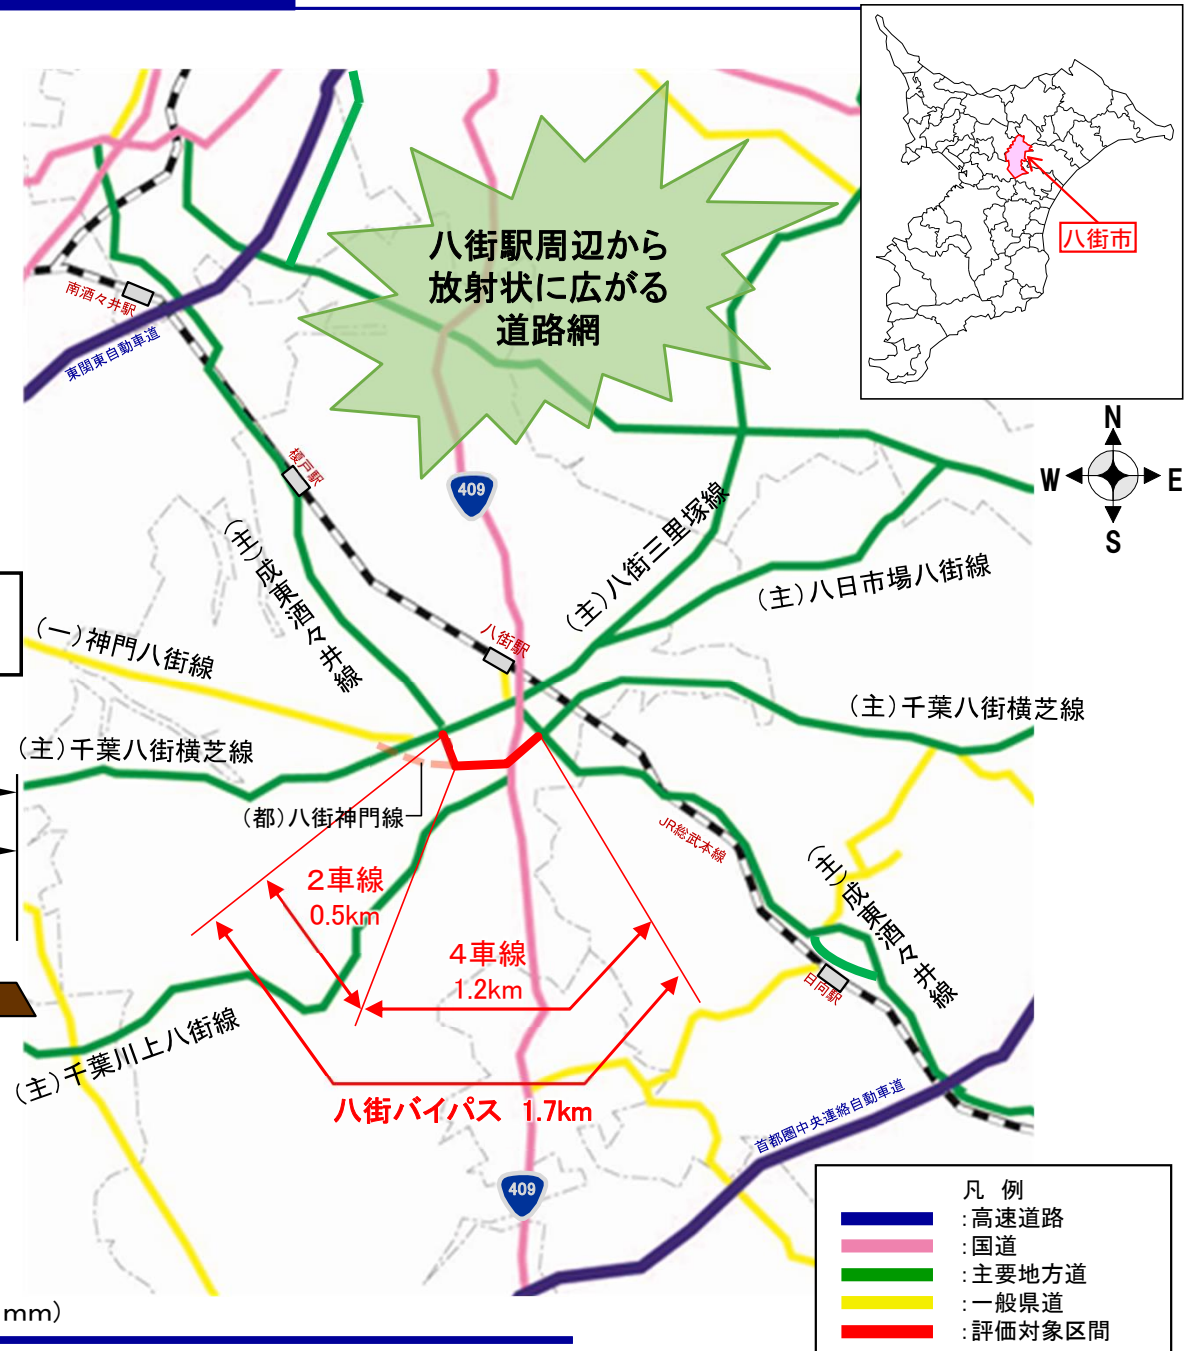 八街市
八街駅周辺から
放射状に広がる
道路網
南酒々井駅
東関東自動車道
榎戸駅
409
N
W
E
S
(主)成東酒々井線
(主)八街三里塚線
(主)八日市場八街線
(一)神門八街線
八街駅
(主)千葉八街横芝線
(主)千葉八街横芝線
(都)八街神門線
JR総武本線
2車線
0.5km
4車線
1.2km
(主)成東酒々井線
日向駅
(主)千葉川上八街線
八街バイパス 1.7km
首都圏中央連絡自動車道
409
凡 例
:高速道路
:国道
:主要地方道
:一般県道
:評価対象区間
mm)